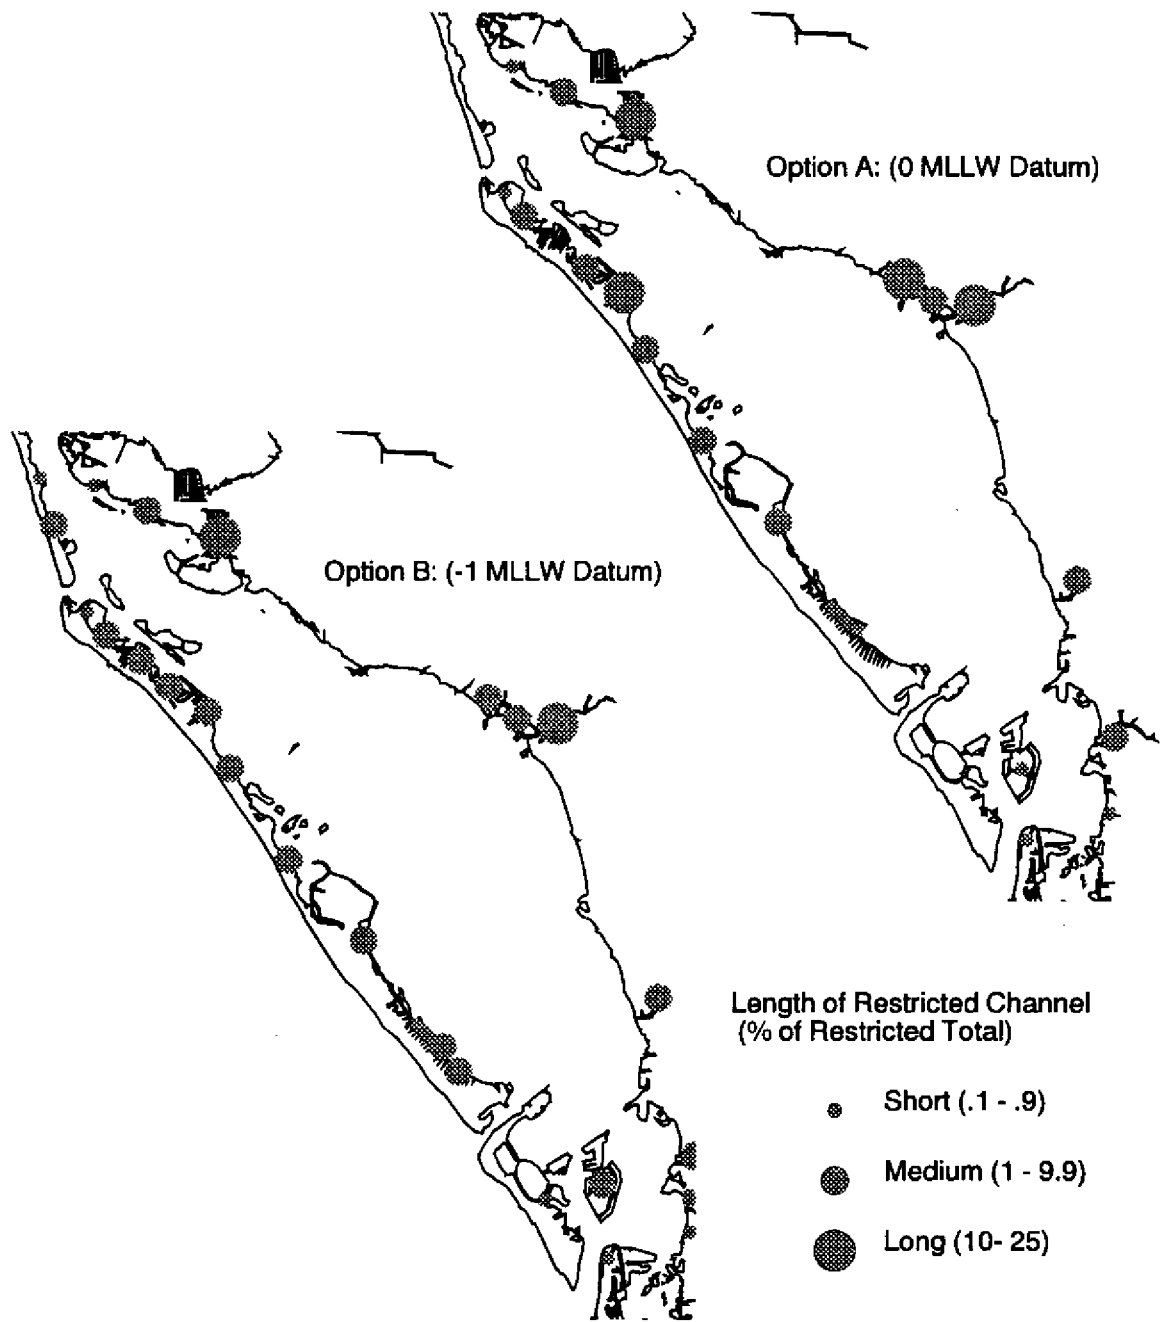 Option A: (0 MLLW Datum)
Option B: (-1 MLLW Datum)
Length of Restricted Channel
(% of Restricted Total)
Short (.1 - .9)
Medium (1 - 9.9)
Long (10- 25)